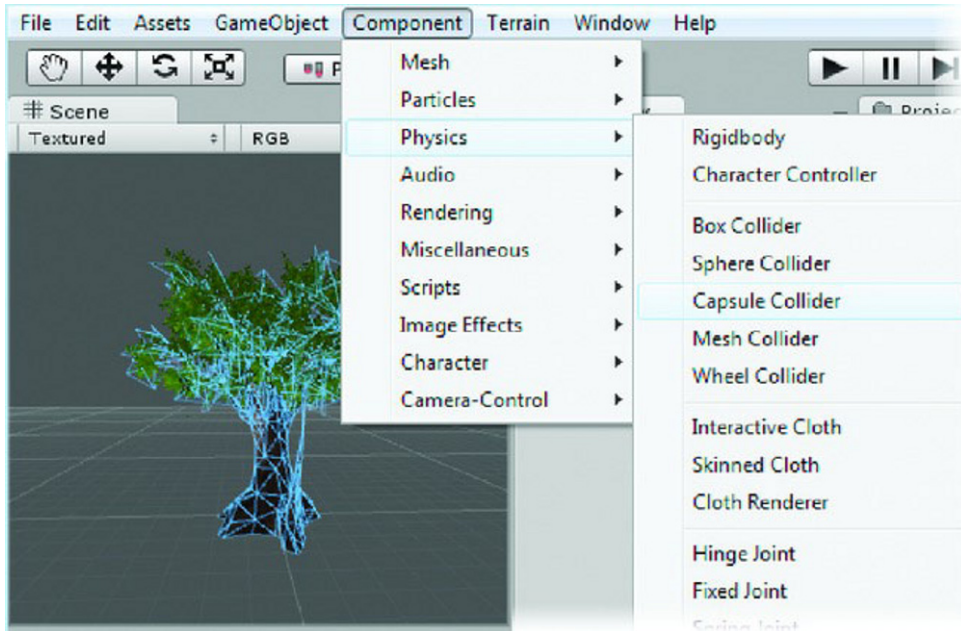 File Edit Assets GameObject Component Terrain Window Help
Scene
Textured RGB
Mesh
Particles
Physics
Audio
Rendering
Miscellaneous
Scripts
Image Effects
Character
Camera-Control
Rigidbody
Character Controller
Box Collider
Sphere Collider
Capsule Collider
Mesh Collider
Wheel Collider
Interactive Cloth
Skinned Cloth
Cloth Renderer
Hinge Joint
Fixed Joint
Spring Joint